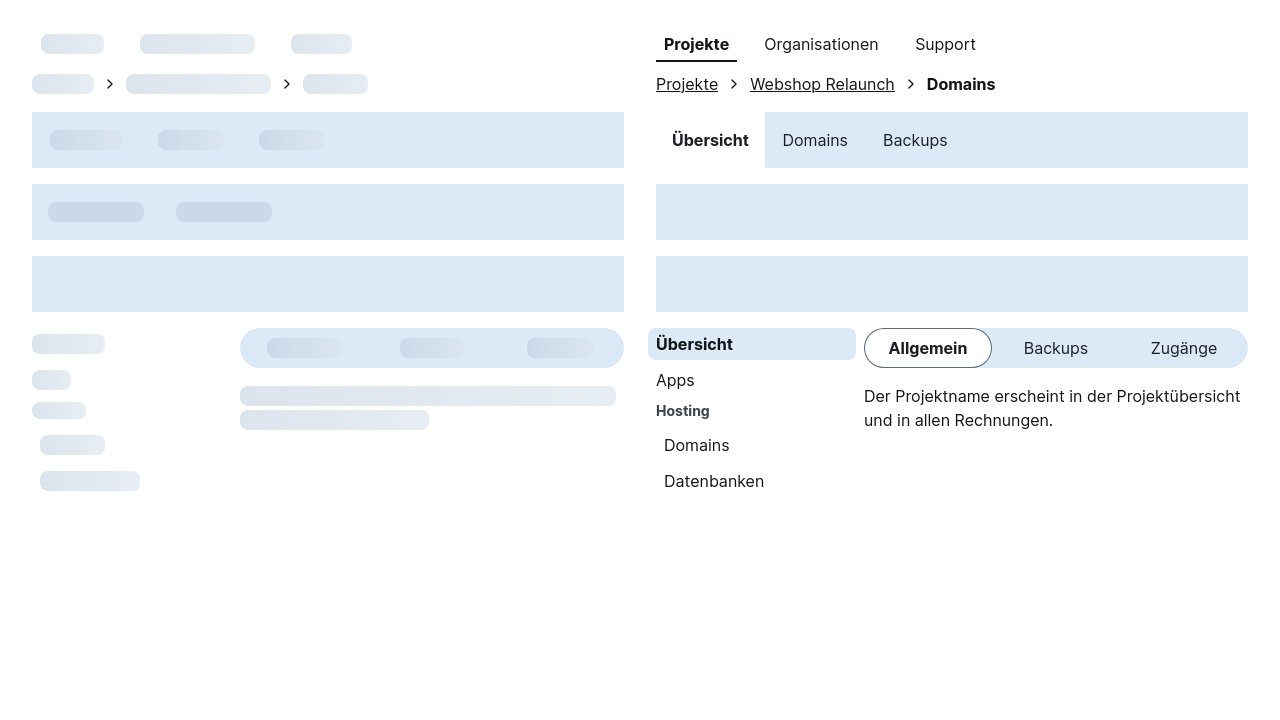 Projekte Organisationen Support
Projekte Webshop Relaunch Domains
Übersicht Domains Backups
Übersicht
Allgemein Backups Zugänge
Apps
Hosting
Domains
Datenbanken
Der Projektname erscheint in der Projektübersicht
und in allen Rechnungen.